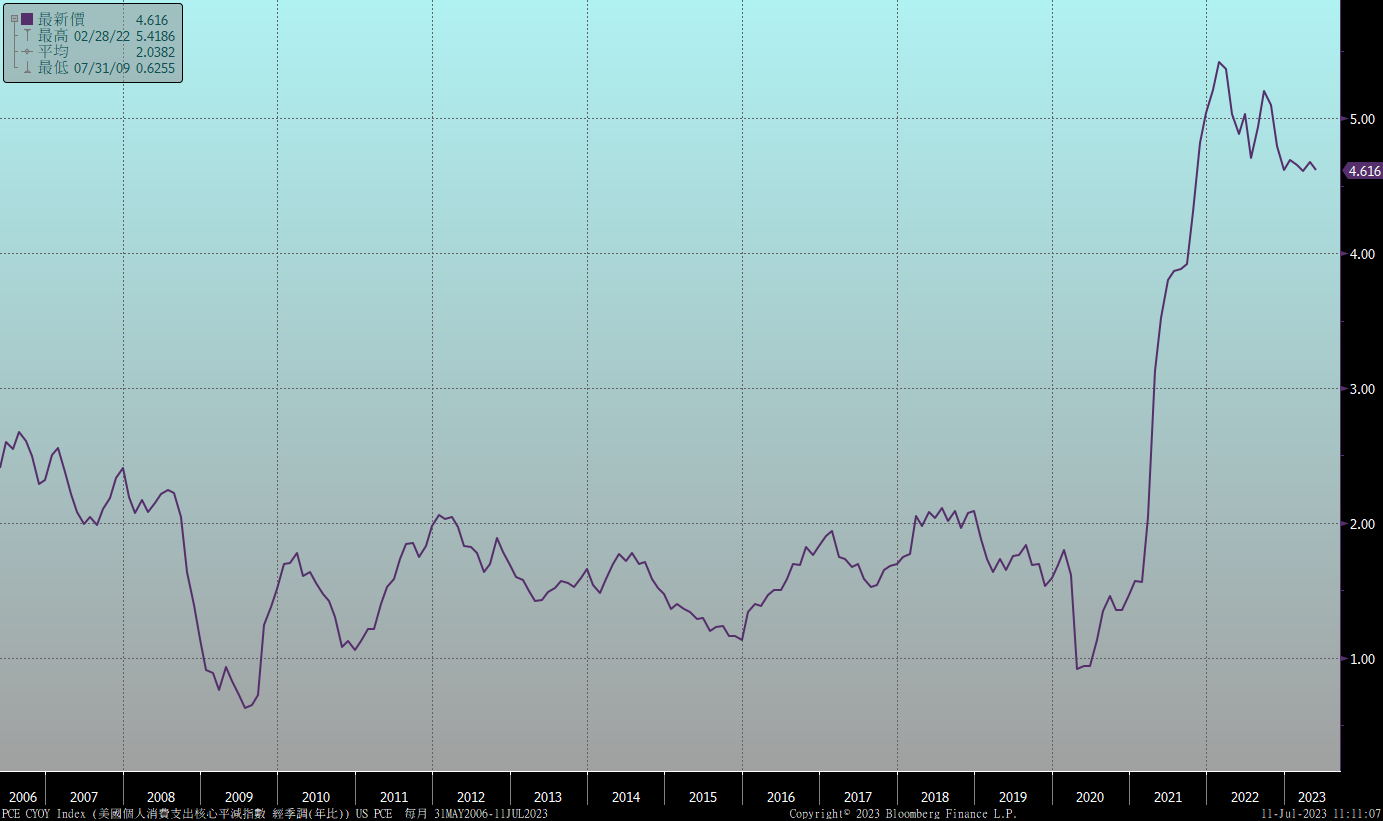 最新價 4.616
最高 02/28/22 5.4186
平均 2.0382
最低 07/31/09 0.6255
5.00
4.616
4.00
3.00
2.00
1.00
2006 2007 2008 2009 2010 2011 2012 2013 2014 2015 2016 2017 2018 2019 2020 2021 2022 2023
PCE CYOY Index (美國個人消費支出核心平減指數 經季調(年比)) US PCE 每月 31MAY2006-11JUL2023 Copyright© 2023 Bloomberg Finance L.P. 11-Jul-2023 11:11:07